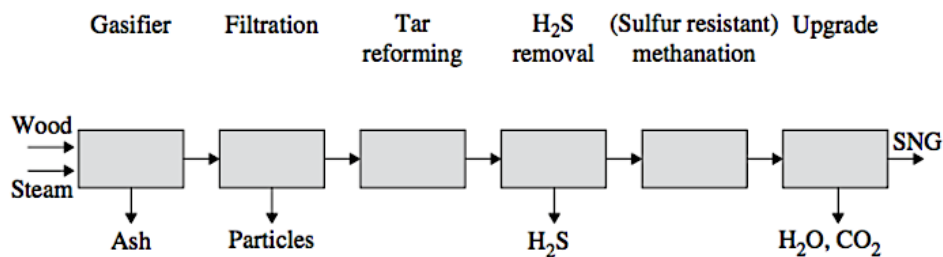 Gasifier
Filtration
Tar
reforming
H₂S
removal
(Sulfur resistant)
methanation
Upgrade
Wood
Steam
SNG
Ash
Particles
H₂S
H₂O, CO₂